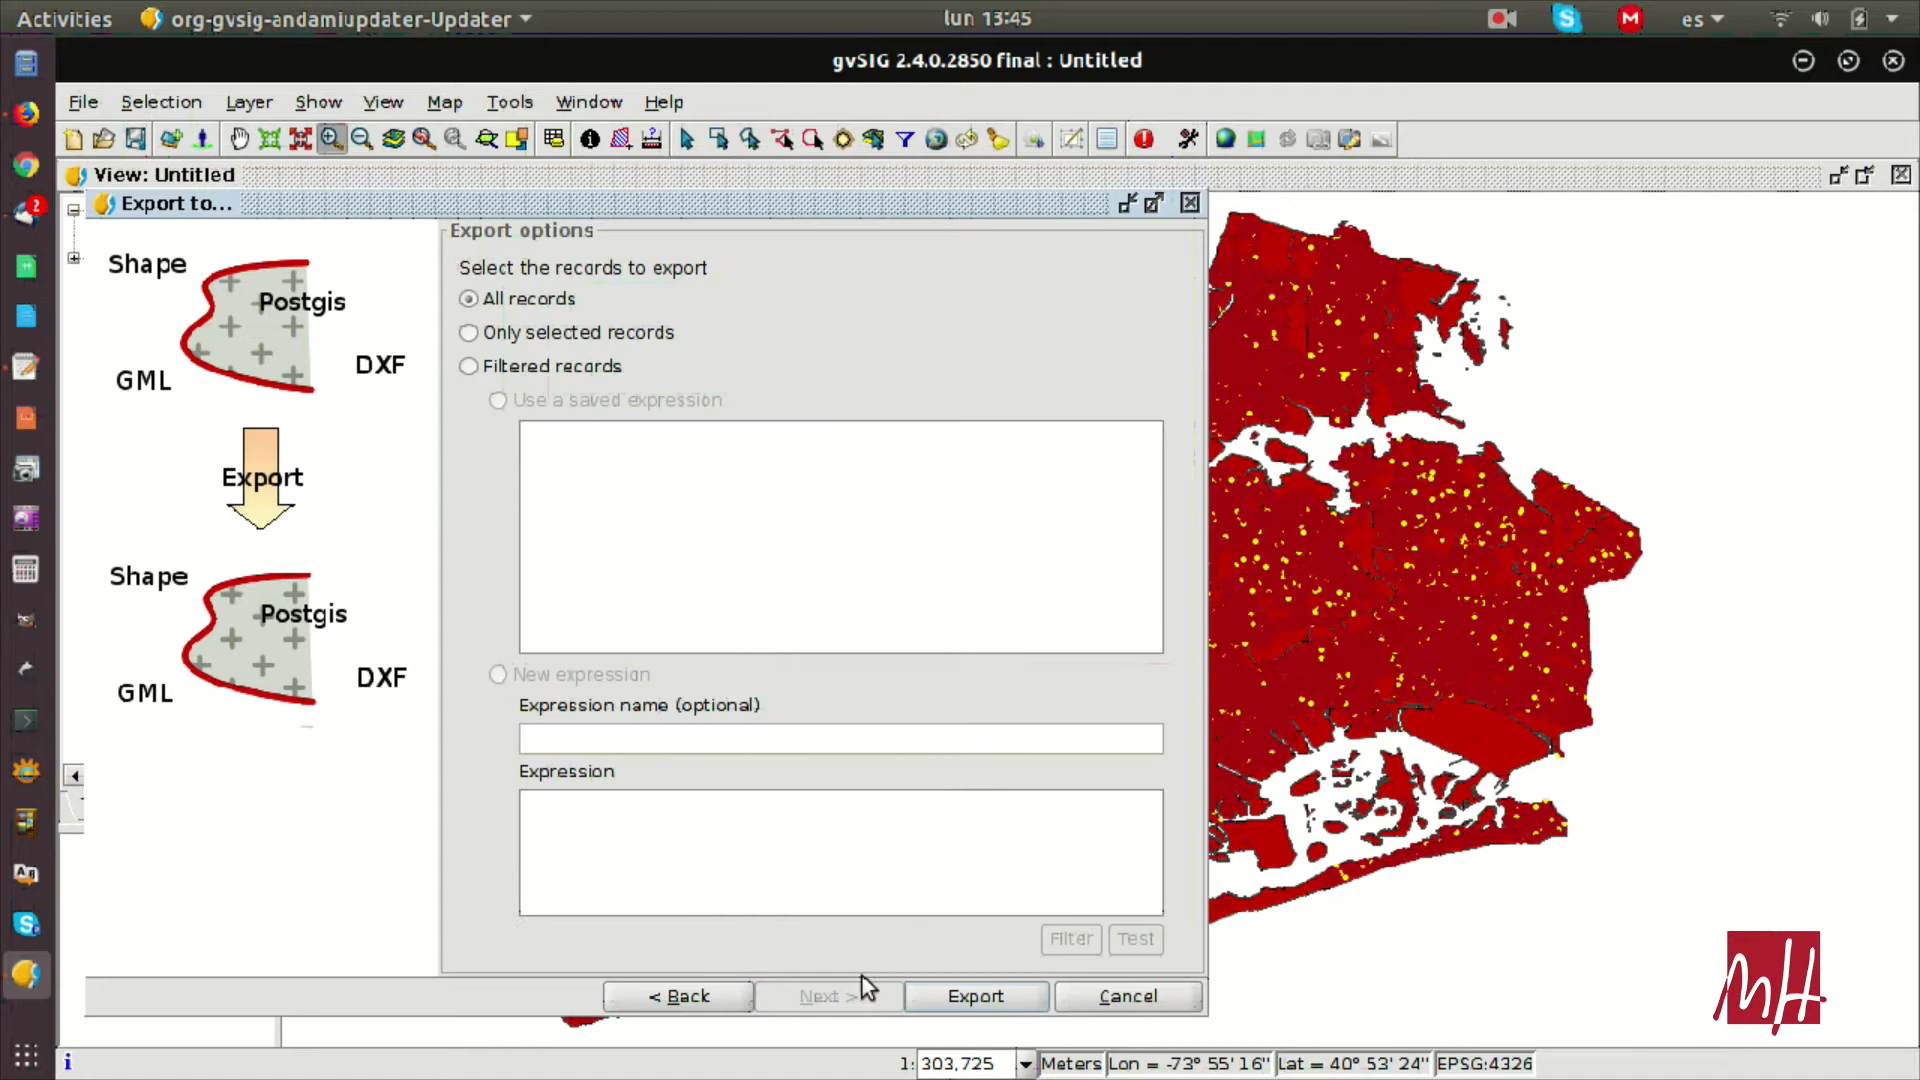 Activities org-gvsig-andamiupdater-Updater lun 13:45 es
gvSIG 2.4.0.2850 final : Untitled
File Selection Layer Show View Map Tools Window Help
View: Untitled
Export to...
2
Export options
Select the records to export
All records
Only selected records
Filtered records
Use a saved expression
New expression
Expression name (optional)
Expression
Filter Test
Shape
Postgis
GML
DXF
Export
Shape
Postgis
GML
DXF
< Back Next > Export Cancel
MH
1: 303,725 Meters Lon = -73° 55' 16" Lat = 40° 53' 24" EPSG:4326